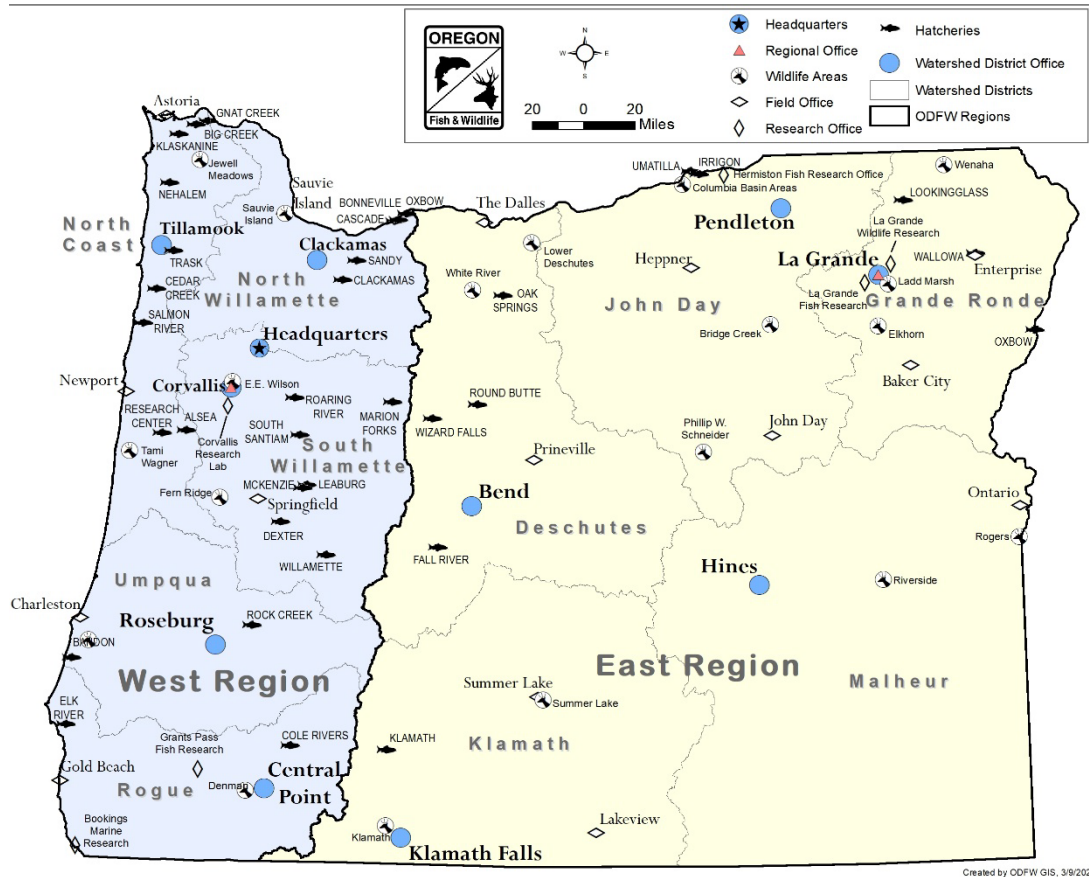 OREGON
Fish & Wildlife
N
W
E
S
20
0
20
Miles
Headquarters
Regional Office
Wildlife Areas
Field Office
Research Office
Hatcheries
Watershed District Office
Watershed Districts
ODFW Regions
Astoria
GNAT CREEK
BIG CREEK
KLASKANINE
Jewell
Meadows
NEHALEM
Sauvie
Island
Sauvie
Island
North
Coast
Tillamook
TRASK
CEDAR
CREEK
SALMON
RIVER
BONNEVILLE
OXBOW
CASCADE
Clackamas
SANDY
CLACKAMAS
North
Willamette
Headquarters
Newport
Corvallis
E.E. Wilson
ROARING
RIVER
MARION
FORKS
RESEARCH
CENTER
ALSEA
Corvallis
Research
Lab
SOUTH
SANTIAM
South
Willamette
Tami
Wagner
Fern Ridge
MCKENZIE
LEABURG
Springfield
DEXTER
WILLAMETTE
Umpqua
Charleston
BANDON
Roseburg
ROCK CREEK
West Region
ELK
RIVER
Grants Pass
Fish Research
COLE RIVERS
Gold Beach
Rogue
Denman
Central
Point
Bookings
Marine
Research
The Dalles
Lower
Deschutes
White River
OAK
SPRINGS
ROUND BUTTE
WIZARD FALLS
Prineville
Bend
Deschutes
FALL RIVER
UMATILLA
IRRIGON
Hermiston Fish Research Office
Columbia Basin Areas
Pendleton
Heppner
John Day
Bridge Creek
Phillip W.
Schneider
John Day
Wenaha
LOOKINGGLASS
La Grande
Wildlife Research
WALLOWA
Enterprise
La Grande
Ladd Marsh
La Grande
Fish Research
Grande Ronde
Elkhorn
OXBOW
Baker City
Ontario
Rogers
Hines
Riverside
East Region
Malheur
Summer Lake
Summer Lake
Klamath
KLAMATH
Klamath
Klamath Falls
Lakeview
Created by ODFW GIS,